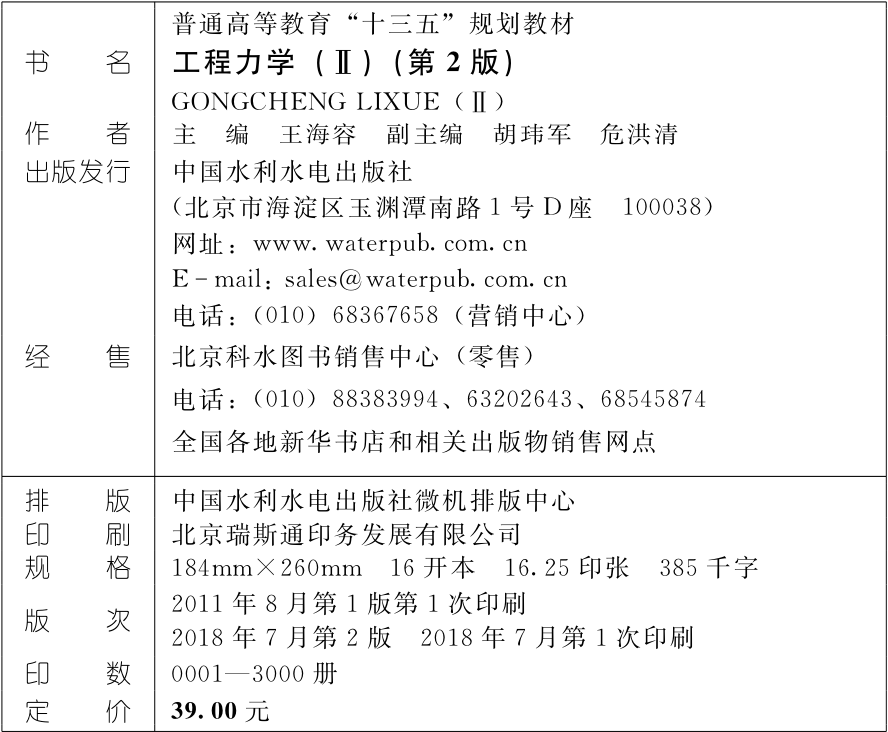 普通高等教育“十三五”规划教材
书名 工程力学(Ⅱ)(第2版)
GONGCHENG LIXUE(Ⅱ)
作者 主 编 王海容 副主编 胡玮军 危洪清
出版发行 中国水利水电出版社
(北京市海淀区玉渊潭南路1号D座 100038)
网址:www.waterpub.com.cn
E-mail:sales@waterpub.com.cn
电话:(010)68367658(营销中心)
经售 北京科水图书销售中心(零售)
电话:(010)88383994、63202643、68545874
全国各地新华书店和相关出版物销售网点
排版 中国水利水电出版社微机排版中心
印刷 北京瑞斯通印务发展有限公司
规格 184mm×260mm 16开本 16.25印张 385千字
2011年8月第1版第1次印刷
版次
2018年7月第2版 2018年7月第1次印刷
印数 0001—3000册
定价 39.00元